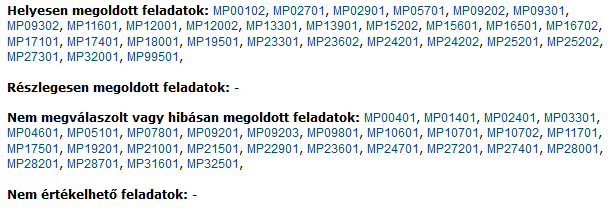 Helyesen megoldott feladatok: MP00102, MP02701, MP02901, MP05701, MP09202, MP09301,
MP09302, MP11601, MP12001, MP12002, MP13301, MP13901, MP15202, MP15601, MP16501, MP16702,
MP17101, MP17401, MP18001, MP19501, MP23301, MP23602, MP24201, MP24202, MP25201, MP25202,
MP27301, MP32001, MP99501,
Részlegesen megoldott feladatok: -
Nem megválaszolt vagy hibásan megoldott feladatok: MP00401, MP01401, MP02401, MP03301,
MP04601, MP05101, MP07801, MP09201, MP09203, MP09801, MP10601, MP10701, MP10702, MP11701,
MP17501, MP19201, MP21001, MP21501, MP22901, MP23601, MP24701, MP27201, MP27401, MP28001,
MP28201, MP28701, MP31601, MP32501,
Nem értékelhető feladatok: -